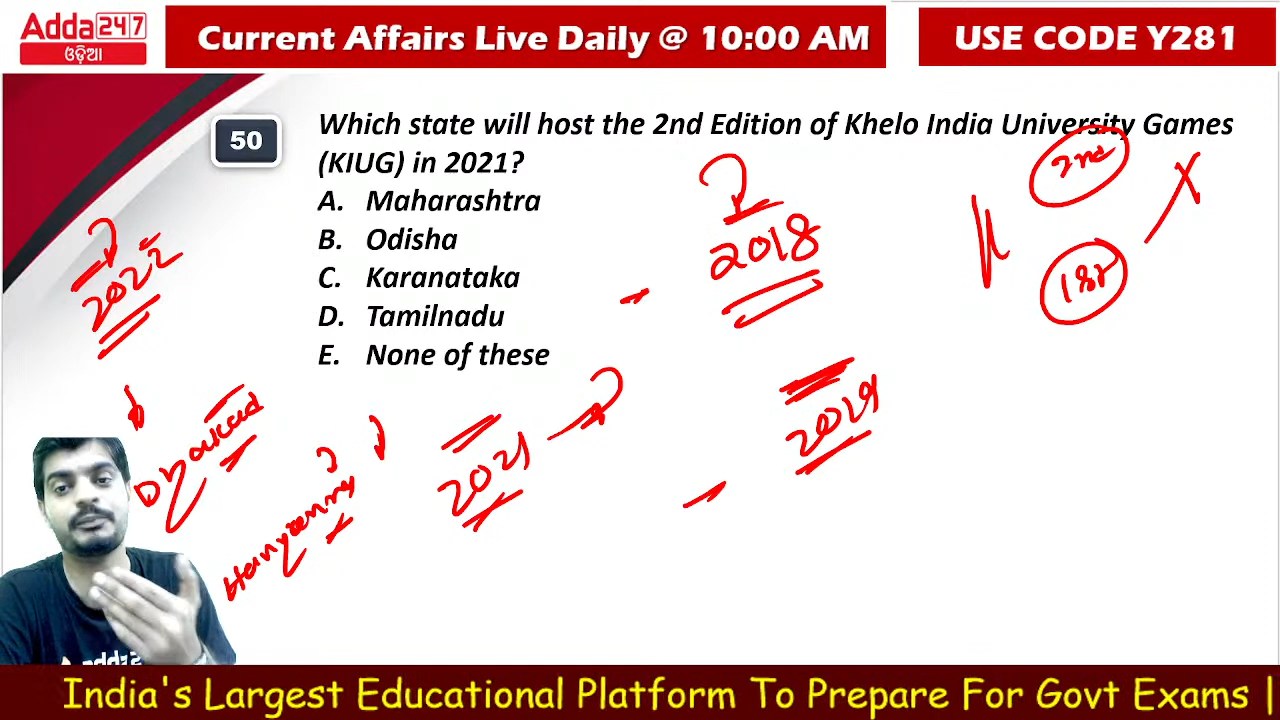 Adda 247
ଓଡ଼ିଆ
Current Affairs Live Daily @ 10:00 AM
USE CODE Y281
50
Which state will host the 2nd Edition of Khelo India University Games
(KIUG) in 2021?
A. Maharashtra
B. Odisha
C. Karanataka
D. Tamilnadu
E. None of these
2nd
1st
2018
2022
2021
India's Largest Educational Platform To Prepare For Govt Exams |